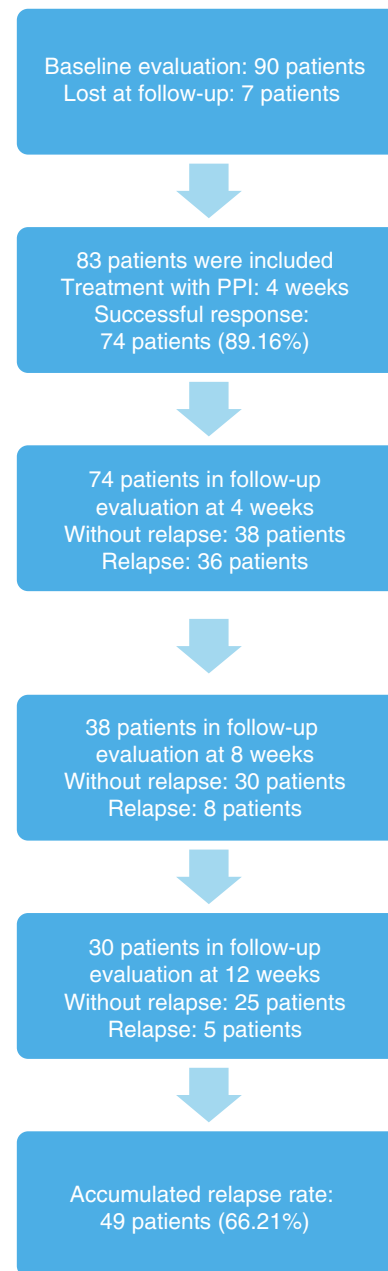 Baseline evaluation: 90 patients
Lost at follow-up: 7 patients
83 patients were included
Treatment with PPI: 4 weeks
Successful response:
74 patients (89.16%)
74 patients in follow-up
evaluation at 4 weeks
Without relapse: 38 patients
Relapse: 36 patients
38 patients in follow-up
evaluation at 8 weeks
Without relapse: 30 patients
Relapse: 8 patients
30 patients in follow-up
evaluation at 12 weeks
Without relapse: 25 patients
Relapse: 5 patients
Accumulated relapse rate:
49 patients (66.21%)